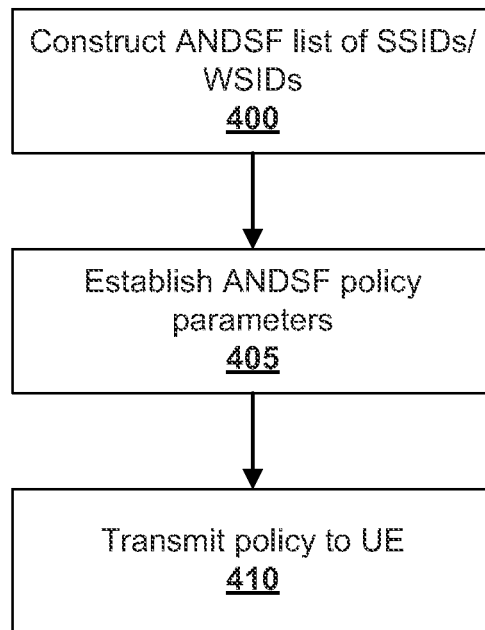 Construct ANDSF list of SSIDs/
WSIDs
400
Establish ANDSF policy
parameters
405
Transmit policy to UE
410